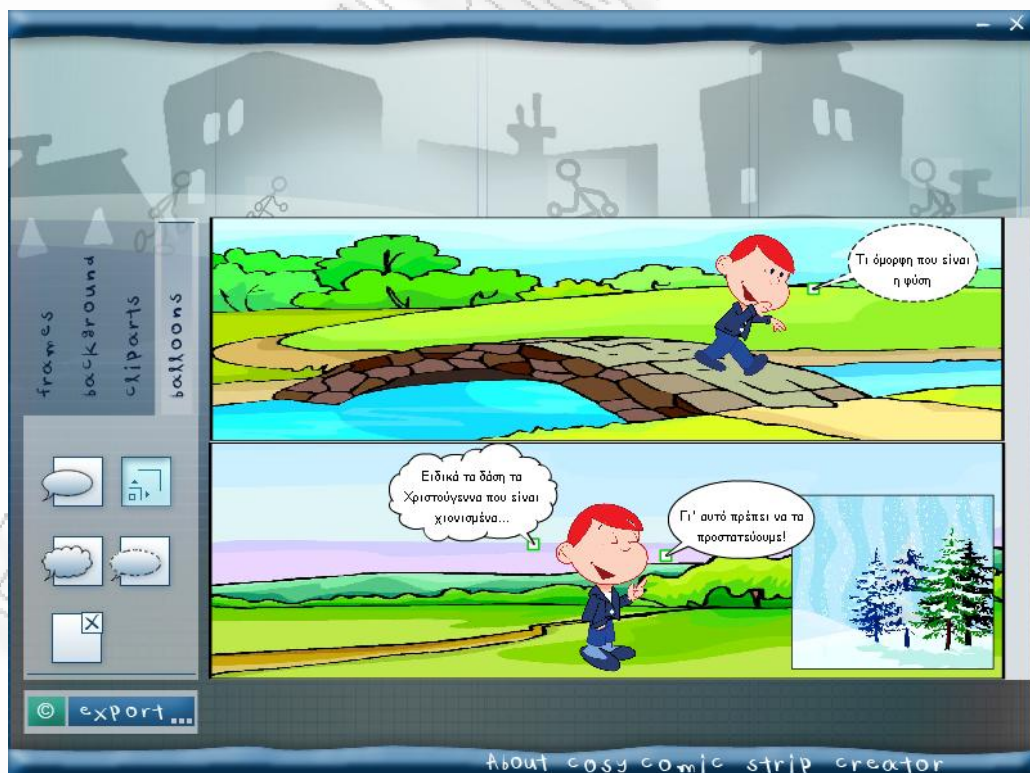 Τι όμορφη που είναι
η φύση
frames
background
cliparts
balloons
Ειδικά τα δάση τα
Χριστούγεννα που είναι
χιονισμένα...
Γι' αυτό πρέπει να τα
προστατεύουμε!
© export...
About cosy comic strip creator